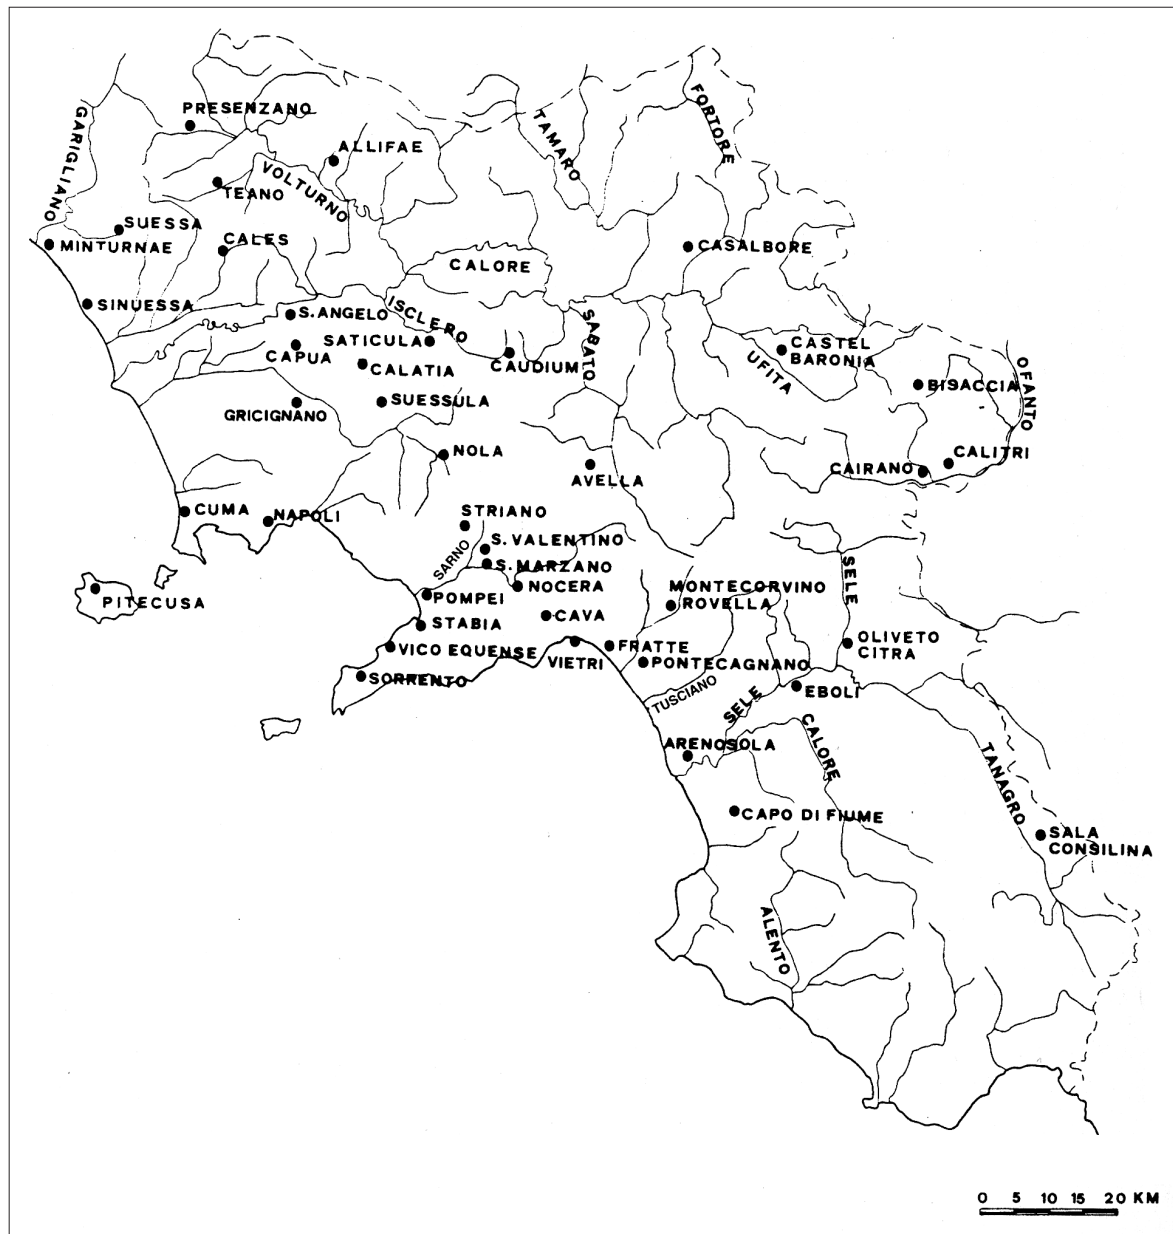 GARIGLIANO
PRESENZANO
ALLIFAE
TAMARO
FORTORE
VOLTURNO
TEANO
SUESSA
MINTURNAE
CALES
CASALBORE
CALORE
SINUESSA
S. ANGELO
ISCLERO
SABATO
SATICULA
CAPUA
CALATIA
CAUDIUM
CASTEL
BARONIA
UFITA
OFANTO
BISACCIA
SUESSULA
GRICIGNANO
NOLA
AVELLA
CALITRI
CAIRANO
CUMA
NAPOLI
STRIANO
S. VALENTINO
SARNO
S. MARZANO
NOCERA
MONTECORVINO
ROVELLA
SELE
PITECUSA
POMPEI
CAVA
STABIA
OLIVETO
CITRA
VICO EQUENSE
VIETRI
FRATTE
PONTECAGNANO
SORRENTO
TUSCIANO
SELE
EBOLI
ARENOSOLA
CALORE
TANAGRO
CAPO DI FIUME
SALA
CONSILINA
ALENTO
0 5 10 15 20 KM